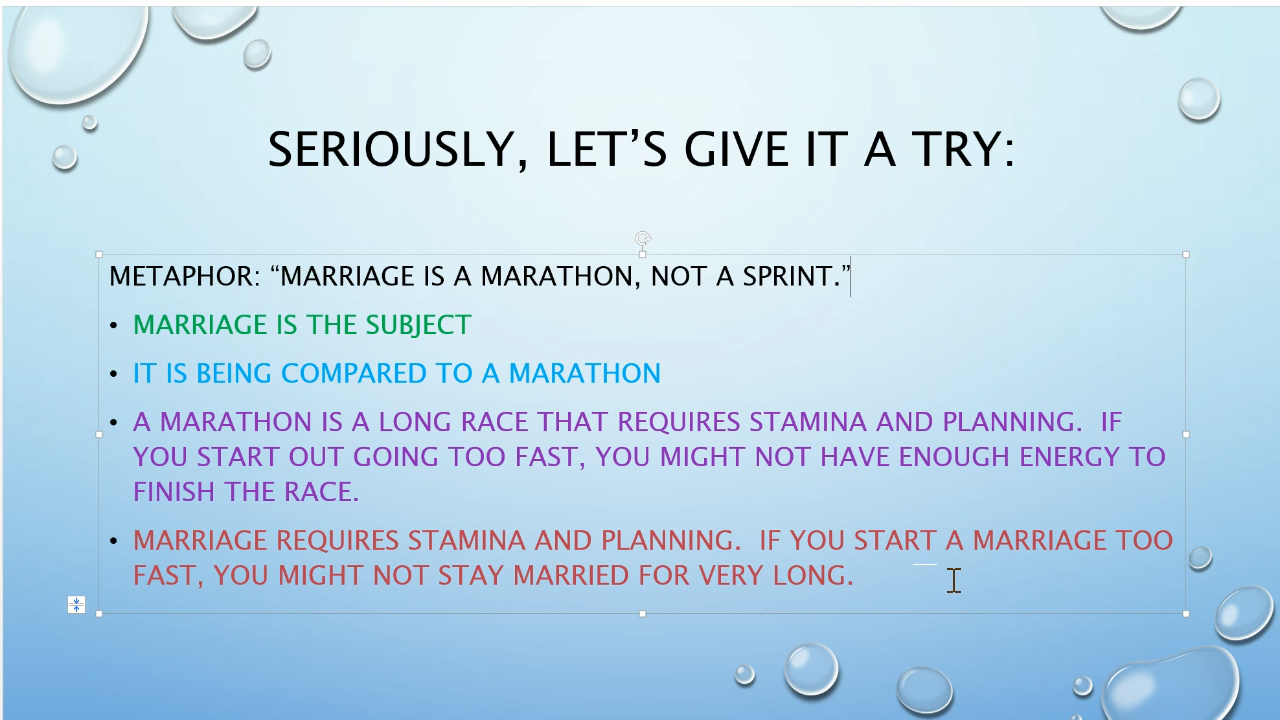 SERIOUSLY, LET’S GIVE IT A TRY:
METAPHOR: “MARRIAGE IS A MARATHON, NOT A SPRINT.”
• MARRIAGE IS THE SUBJECT
• IT IS BEING COMPARED TO A MARATHON
• A MARATHON IS A LONG RACE THAT REQUIRES STAMINA AND PLANNING.  IF
YOU START OUT GOING TOO FAST, YOU MIGHT NOT HAVE ENOUGH ENERGY TO
FINISH THE RACE.
• MARRIAGE REQUIRES STAMINA AND PLANNING.  IF YOU START A MARRIAGE TOO
FAST, YOU MIGHT NOT STAY MARRIED FOR VERY LONG.